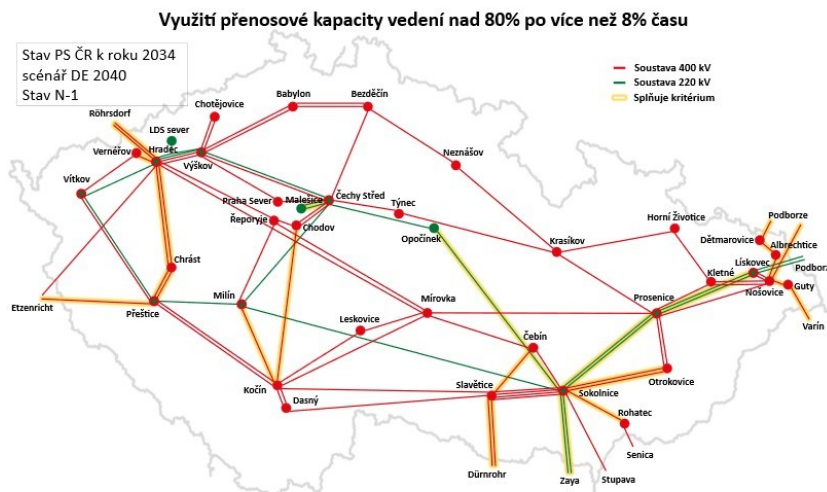 Využití přenosové kapacity vedení nad 80% po více než 8% času
Stav PS ČR k roku 2034
scénář DE 2040
Stav N-1
Soustava 400 kV
Soustava 220 kV
Splňuje kritérium
Röhrsdorf
Chotějovice
Babylon
Bezděčín
LDS sever
Vernéřov
Hradec
Výškov
Neznášov
Vítkov
Praha Sever
Malešice
Čechy Střed
Týnec
Řeporyje
Chodov
Opočínek
Horní Životice
Podborze
Dětmarovice
Albrechtice
Krasíkov
Lískovec
Podborz
Kletné
Nošovice
Guty
Chrást
Etzenricht
Přeštice
Milín
Mírovka
Prosenice
Varín
Leskovice
Čebín
Kočín
Slavětice
Otrokovice
Dasný
Sokolnice
Rohatec
Senica
Dürnrohr
Zaya
Stupava